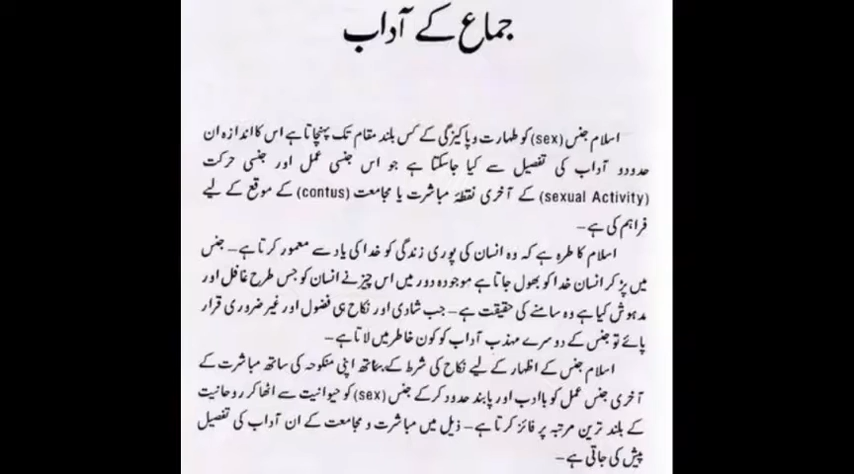 جماع کے آداب
اسلام جنس (sex) کو طہارت و پاکیزگی کے کس بلند مقام تک پہنچاتا ہے اس کا اندازہ ان
حدود و آداب کی تفصیل سے کیا جاسکتا ہے جو اس جنسی عمل اور جنسی حرکت
(sexual Activity) کے آخری نقطۂ مباشرت یا مجامعت (contus) کے موقع کے لیے
فراہم کی ہے۔
اسلام کا طرہ ہے کہ وہ انسان کی پوری زندگی کو خدا کی یاد سے معمور کرتا ہے۔ جنس
میں پڑ کر انسان خدا کو بھول جاتا ہے موجودہ دور میں اس چیز نے انسان کو جس طرح غافل اور
مدہوش کیا ہے وہ سامنے کی حقیقت ہے۔ جب شادی اور نکاح ہی فضول اور غیر ضروری قرار
پائے تو جنس کے دوسرے مہذب آداب کو کون خاطر میں لاتا ہے۔
اسلام جنس کے اظہار کے لیے نکاح کی شرط کے ساتھ اپنی منکوحہ کی ساتھ مباشرت کے
آخری جنسی عمل کو باادب اور پابند حدود کرکے جنس (sex) کو حیوانیت سے اٹھا کر روحانیت
کے بلند ترین مرتبہ پر فائز کرتا ہے۔ ذیل میں مباشرت و مجامعت کے ان آداب کی تفصیل
پیش کی جاتی ہے۔